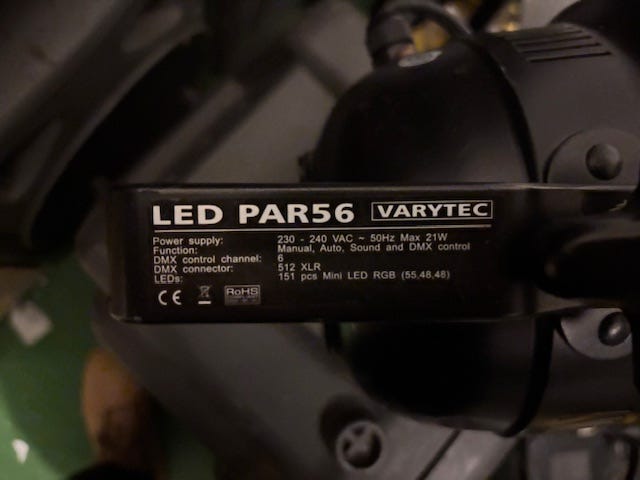 LED PAR56 VARYTEC
Power supply: 230 - 240 VAC ~ 50Hz Max 21W
Function: Manual, Auto, Sound and DMX control
DMX control channel: 6
DMX connector: 512 XLR
LEDs: 151 pcs Mini LED RGB (55,48,48)
CE RoHS